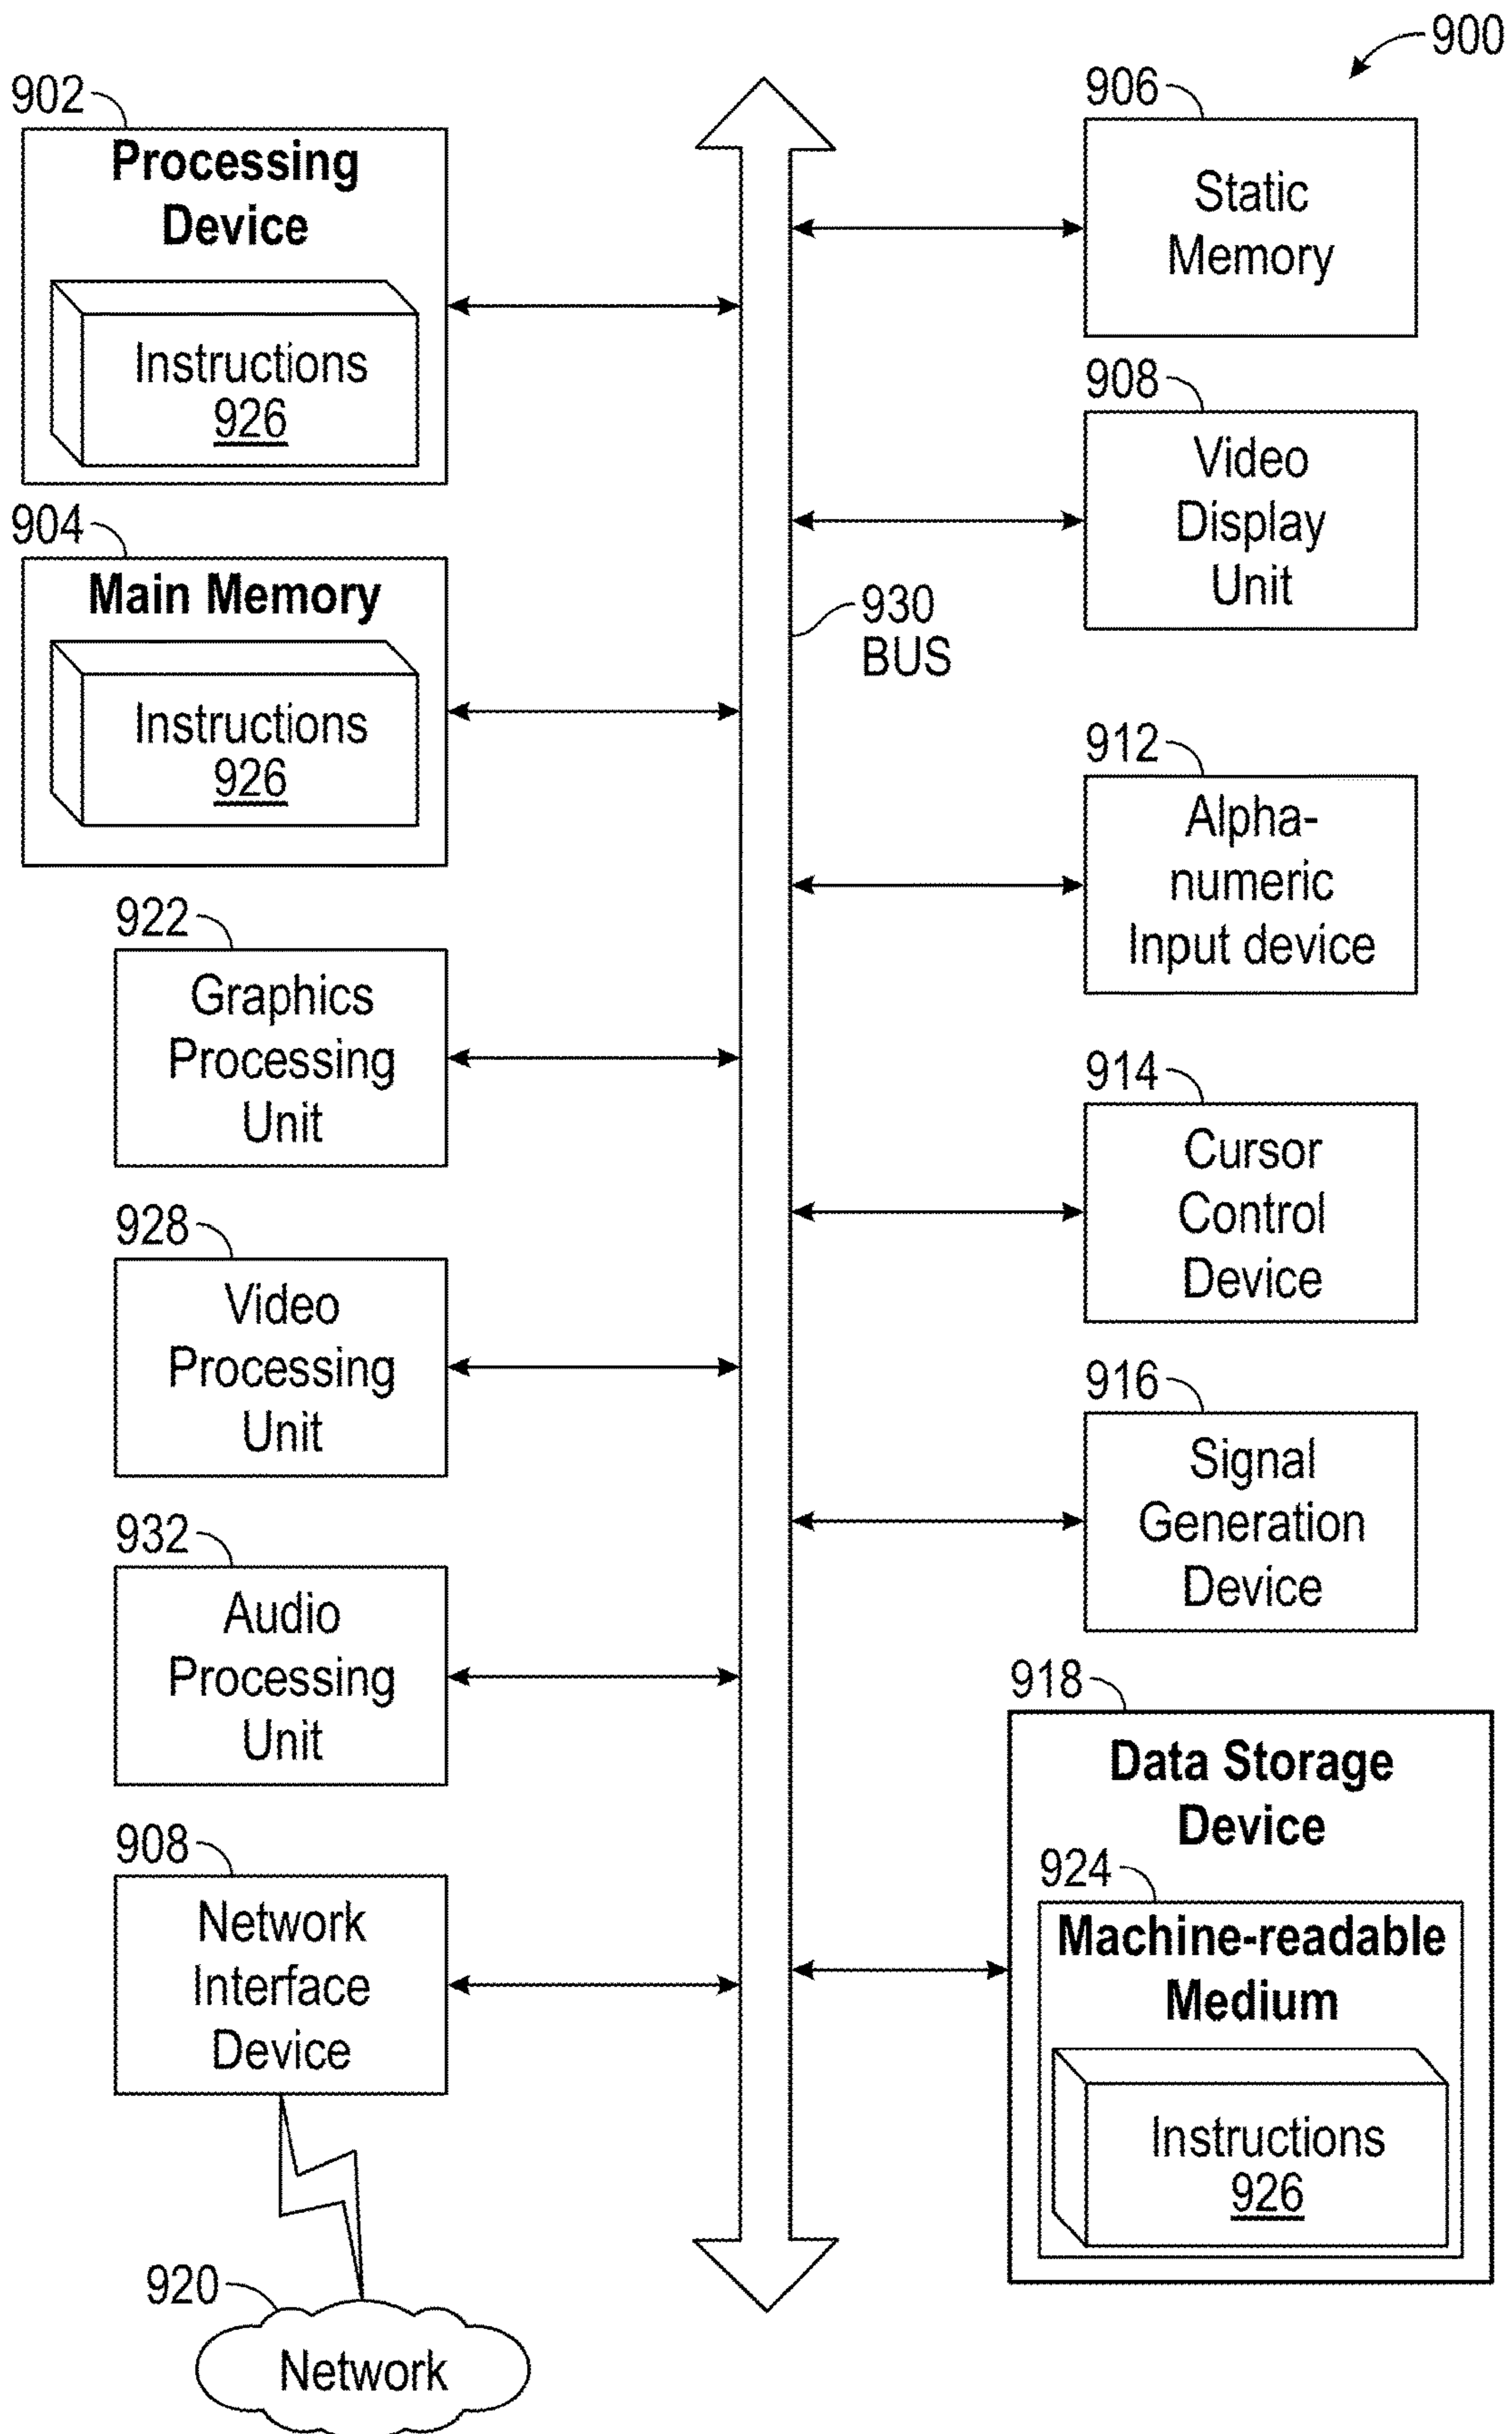 900
902
Processing
Device
Instructions
926
904
Main Memory
Instructions
926
922
Graphics
Processing
Unit
928
Video
Processing
Unit
932
Audio
Processing
Unit
908
Network
Interface
Device
920
Network
930
BUS
906
Static
Memory
908
Video
Display
Unit
912
Alpha-
numeric
Input device
914
Cursor
Control
Device
916
Signal
Generation
Device
918
Data Storage
Device
924
Machine-readable
Medium
Instructions
926